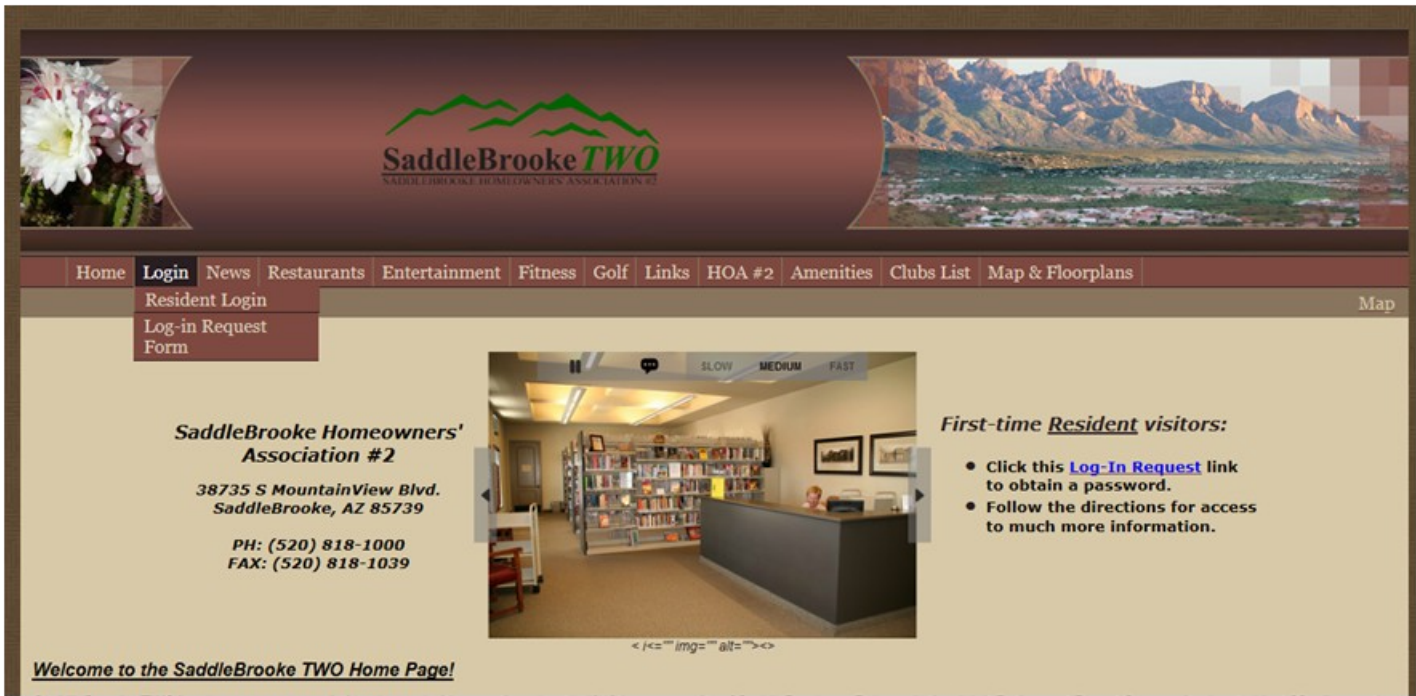 SaddleBrooke TWO
SADDLEBROOKE HOMEOWNERS' ASSOCIATION #2
Home Login News Restaurants Entertainment Fitness Golf Links HOA #2 Amenities Clubs List Map & Floorplans
Resident Login
Log-in Request
Form
Map
SLOW MEDIUM FAST
SaddleBrooke Homeowners'
Association #2
38735 S MountainView Blvd.
SaddleBrooke, AZ 85739
PH: (520) 818-1000
FAX: (520) 818-1039
First-time Resident visitors:
• Click this Log-In Request link
to obtain a password.
• Follow the directions for access
to much more information.
< i<="" img="" alt=""><>
Welcome to the SaddleBrooke TWO Home Page!